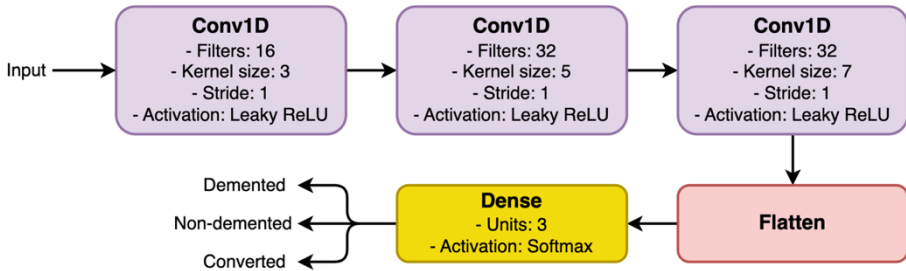 Input
Conv1D
- Filters: 16
- Kernel size: 3
- Stride: 1
- Activation: Leaky ReLU
Conv1D
- Filters: 32
- Kernel size: 5
- Stride: 1
- Activation: Leaky ReLU
Conv1D
- Filters: 32
- Kernel size: 7
- Stride: 1
- Activation: Leaky ReLU
Flatten
Dense
- Units: 3
- Activation: Softmax
Demented
Non-demented
Converted